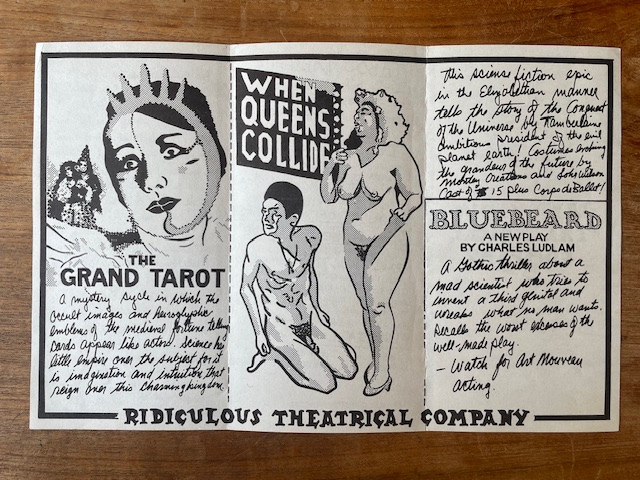 THE
GRAND TAROT
A mystery sycle in which the
occult images and hieroglyphic
emblems of the medieval fortune telling
cards appear like actors. Science has
little empire over the subject for it
is imagination and intuition that
reign over this charming kingdom.
WHEN
QUEENS
COLLIDE
This science fiction epic
in the Elizabethan manner
tells the story of the Conquest
of the Universe by Tamberlaine
ambitious president of the evil
planet earth! Costumes evoking
the grandeur of the future by
Montez Creations and
Cast of 15 plus Corps de Ballet!
BLUEBEARD
A NEW PLAY
BY CHARLES LUDLAM
A Gothic thriller about a
mad scientist who tries to
invent a third genital and
wreaks what no man wants.
Recalls the worst excesses of the
well-made play.
- Watch for Art Nouveau
acting.
RIDICULOUS THEATRICAL COMPANY